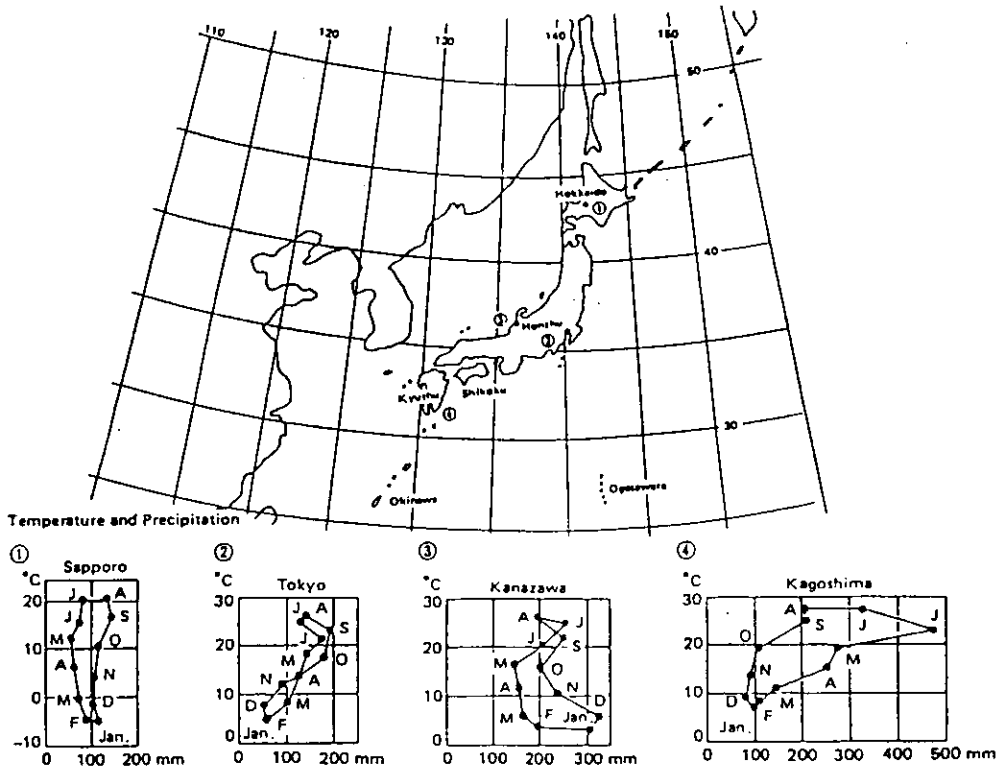 110 120 130 140 150
50
Hokkaido
①
40
③ Honshu
②
Kyushu Shikoku
④
30
Okinawa Ogasawara
Temperature and Precipitation
① ② ③ ④
Sapporo Tokyo Kanazawa Kagoshima
°C °C °C °C
20
10
0
-10
J A
J S
M O
A N
M D
F Jan.
0 100 200 mm
30
20
10
0
J A
S
J
M O
N A
D M
F
0 100 200 mm
30
20
10
0
A J
J S
M O
A N
M F Jan. D
0 100 200 300 mm
30
20
10
0
A J J
S
O M
N A
D M
Jan. F
0 100 200 300 400 500 mm